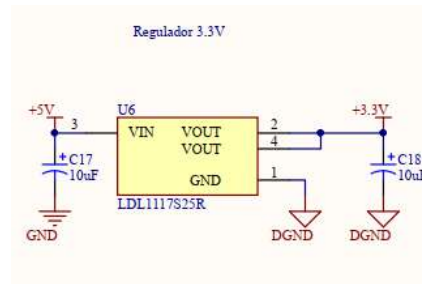 Regulador 3.3V
+5V
U6
+3.3V
3
VIN
VOUT
2
VOUT
4
C17
10uF
GND
1
C18
10uF
LDL1117S25R
GND
DGND
DGND